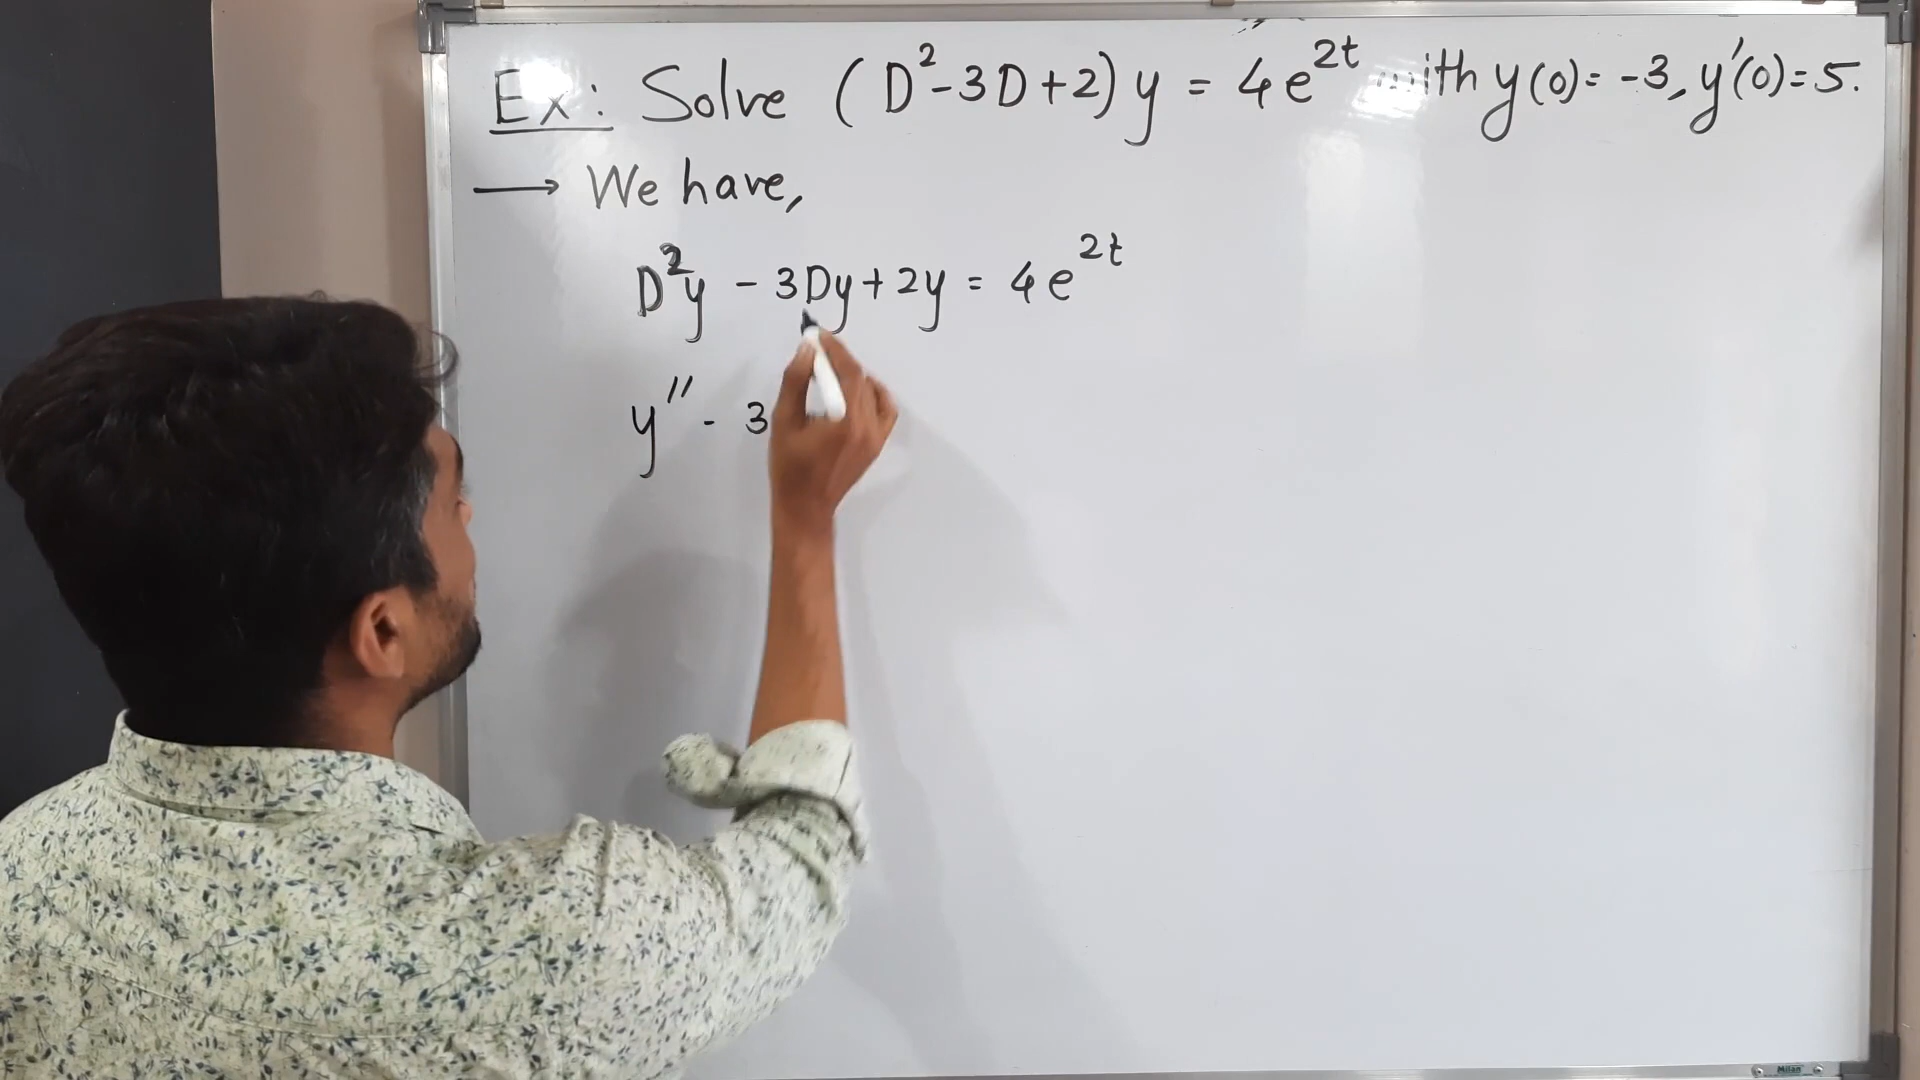 Ex: Solve (D²-3D+2)y = 4e^2t with y(0)= -3, y'(0)=5.
→ We have,
D²y - 3Dy + 2y = 4e^2t
y'' - 3
Milan